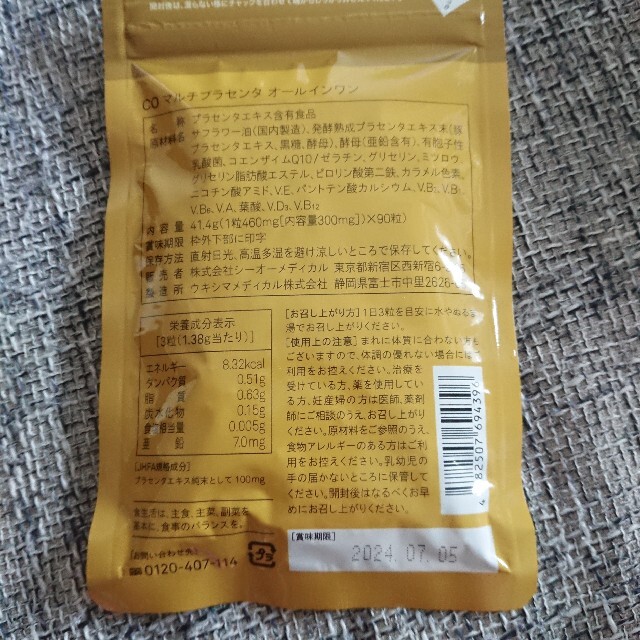 CO マルチプラセンタ オールインワン
名 称 プラセンタエキス含有食品
原材料名 サフラワー油(国内製造)、発酵熟成プラセンタエキス末(豚
プラセンタエキス、黒糖、酵母)、酵母(亜鉛含有)、有胞子性
乳酸菌、コエンザイムQ10/ゼラチン、グリセリン、ミツロウ、
グリセリン脂肪酸エステル、ピロリン酸第二鉄、カラメル色素、
ニコチン酸アミド、V.E、パントテン酸カルシウム、V.B2、V.B1、
V.B6、V.A、葉酸、V.D3、V.B12
内容量 41.4g(1粒460mg[内容量300mg])×90粒)
賞味期限 枠外下部に印字
保存方法 直射日光、高温多湿を避け涼しいところで保存してください。
販売者 株式会社シーオーメディカル 東京都新宿区西新宿6-
製造所 ウキシマメディカル株式会社 静岡県富士市中里2626-
栄養成分表示
[3粒(1.38g当たり)]
エネルギー 8.32kcal
タンパク質 0.51g
脂 質 0.63g
炭水化物 0.15g
食塩相当量 0.005g
亜 鉛 7.0mg
[JHFA規格成分]
プラセンタエキス純末として 100mg
食生活は、主食、主菜、副菜を
基本に、食事のバランスを。
[お問い合わせ先]
0120-407-114
[お召し上がり方] 1日3粒を目安に水やぬるま
湯でお召し上がりください。
[使用上の注意] まれに体質に合わない方も
ございますので、体調の優れない場合にはご
利用をお控えください。治療を
受けている方、薬を使用してい
る方、妊産婦の方は医師、薬剤
師にご相談のうえ、お召し上がり
ください。原材料をご参照のうえ、
食物アレルギーのある方はご利
用をお控えください。乳幼児の
手の届かないところに保管して
ください。開封後はなるべくお早
めにお召し上がりください。
[賞味期限] 2024.07.05